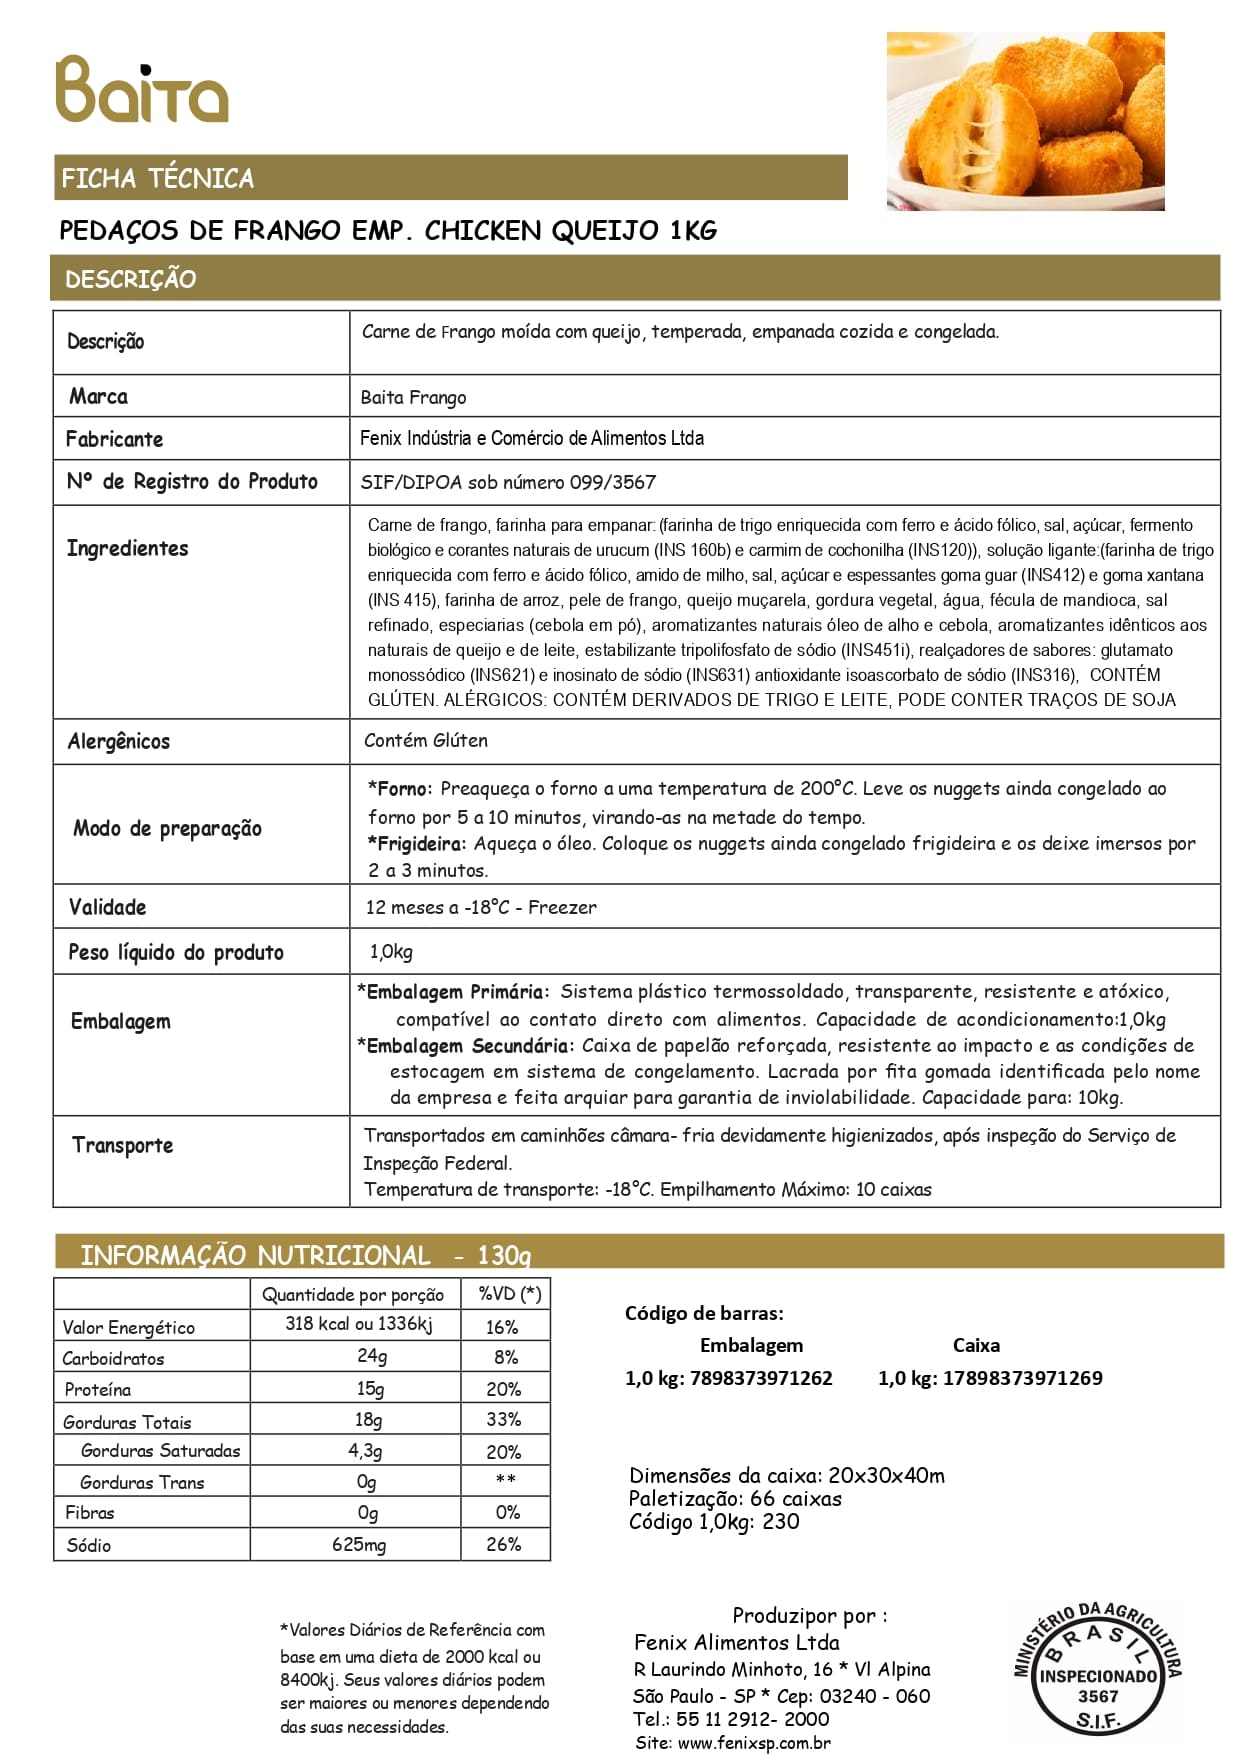 Baita
FICHA TÉCNICA
PEDAÇOS DE FRANGO EMP. CHICKEN QUEIJO 1KG
DESCRIÇÃO
Descrição
Carne de Frango moída com queijo, temperada, empanada cozida e congelada.
Marca
Baita Frango
Fabricante
Fenix Indústria e Comércio de Alimentos Ltda
Nº de Registro do Produto
SIF/DIPOA sob número 099/3567
Ingredientes
Carne de frango, farinha para empanar: (farinha de trigo enriquecida com ferro e ácido fólico, sal, açúcar, fermento
biológico e corantes naturais de urucum (INS 160b) e carmim de cochonilha (INS120)), solução ligante:(farinha de trigo
enriquecida com ferro e ácido fólico, amido de milho, sal, açúcar e espessantes goma guar (INS412) e goma xantana
(INS 415), farinha de arroz, pele de frango, queijo muçarela, gordura vegetal, água, fécula de mandioca, sal
refinado, especiarias (cebola em pó), aromatizantes naturais óleo de alho e cebola, aromatizantes idênticos aos
naturais de queijo e de leite, estabilizante tripolifosfato de sódio (INS451i), realçadores de sabores: glutamato
monossódico (INS621) e inosinato de sódio (INS631) antioxidante isoascorbato de sódio (INS316), CONTÉM
GLÚTEN. ALÉRGICOS: CONTÉM DERIVADOS DE TRIGO E LEITE, PODE CONTER TRAÇOS DE SOJA
Alergênicos
Contém Glúten
Modo de preparação
*Forno: Preaqueça o forno a uma temperatura de 200°C. Leve os nuggets ainda congelado ao
forno por 5 a 10 minutos, virando-as na metade do tempo.
*Frigideira: Aqueça o óleo. Coloque os nuggets ainda congelado frigideira e os deixe imersos por
2 a 3 minutos.
Validade
12 meses a -18°C - Freezer
Peso líquido do produto
1,0kg
Embalagem
*Embalagem Primária: Sistema plástico termossoldado, transparente, resistente e atóxico,
compatível ao contato direto com alimentos. Capacidade de acondicionamento:1,0kg
*Embalagem Secundária: Caixa de papelão reforçada, resistente ao impacto e as condições de
estocagem em sistema de congelamento. Lacrada por fita gomada identificada pelo nome
da empresa e feita arquiar para garantia de inviolabilidade. Capacidade para: 10kg.
Transporte
Transportados em caminhões câmara- fria devidamente higienizados, após inspeção do Serviço de
Inspeção Federal.
Temperatura de transporte: -18°C. Empilhamento Máximo: 10 caixas
INFORMAÇÃO NUTRICIONAL - 130g
Quantidade por porção %VD (*)
Valor Energético 318 kcal ou 1336kj 16%
Carboidratos 24g 8%
Proteína 15g 20%
Gorduras Totais 18g 33%
Gorduras Saturadas 4,3g 20%
Gorduras Trans 0g **
Fibras 0g 0%
Sódio 625mg 26%
*Valores Diários de Referência com
base em uma dieta de 2000 kcal ou
8400kj. Seus valores diários podem
ser maiores ou menores dependendo
das suas necessidades.
Código de barras:
Embalagem Caixa
1,0 kg: 7898373971262 1,0 kg: 17898373971269
Dimensões da caixa: 20x30x40m
Paletização: 66 caixas
Código 1,0kg: 230
Produzipor por :
Fenix Alimentos Ltda
R Laurindo Minhoto, 16 * Vl Alpina
São Paulo - SP * Cep: 03240 - 060
Tel.: 55 11 2912- 2000
Site: www.fenixsp.com.br
MINISTÉRIO DA AGRICULTURA
BRASIL
INSPECIONADO
3567
S.I.F.